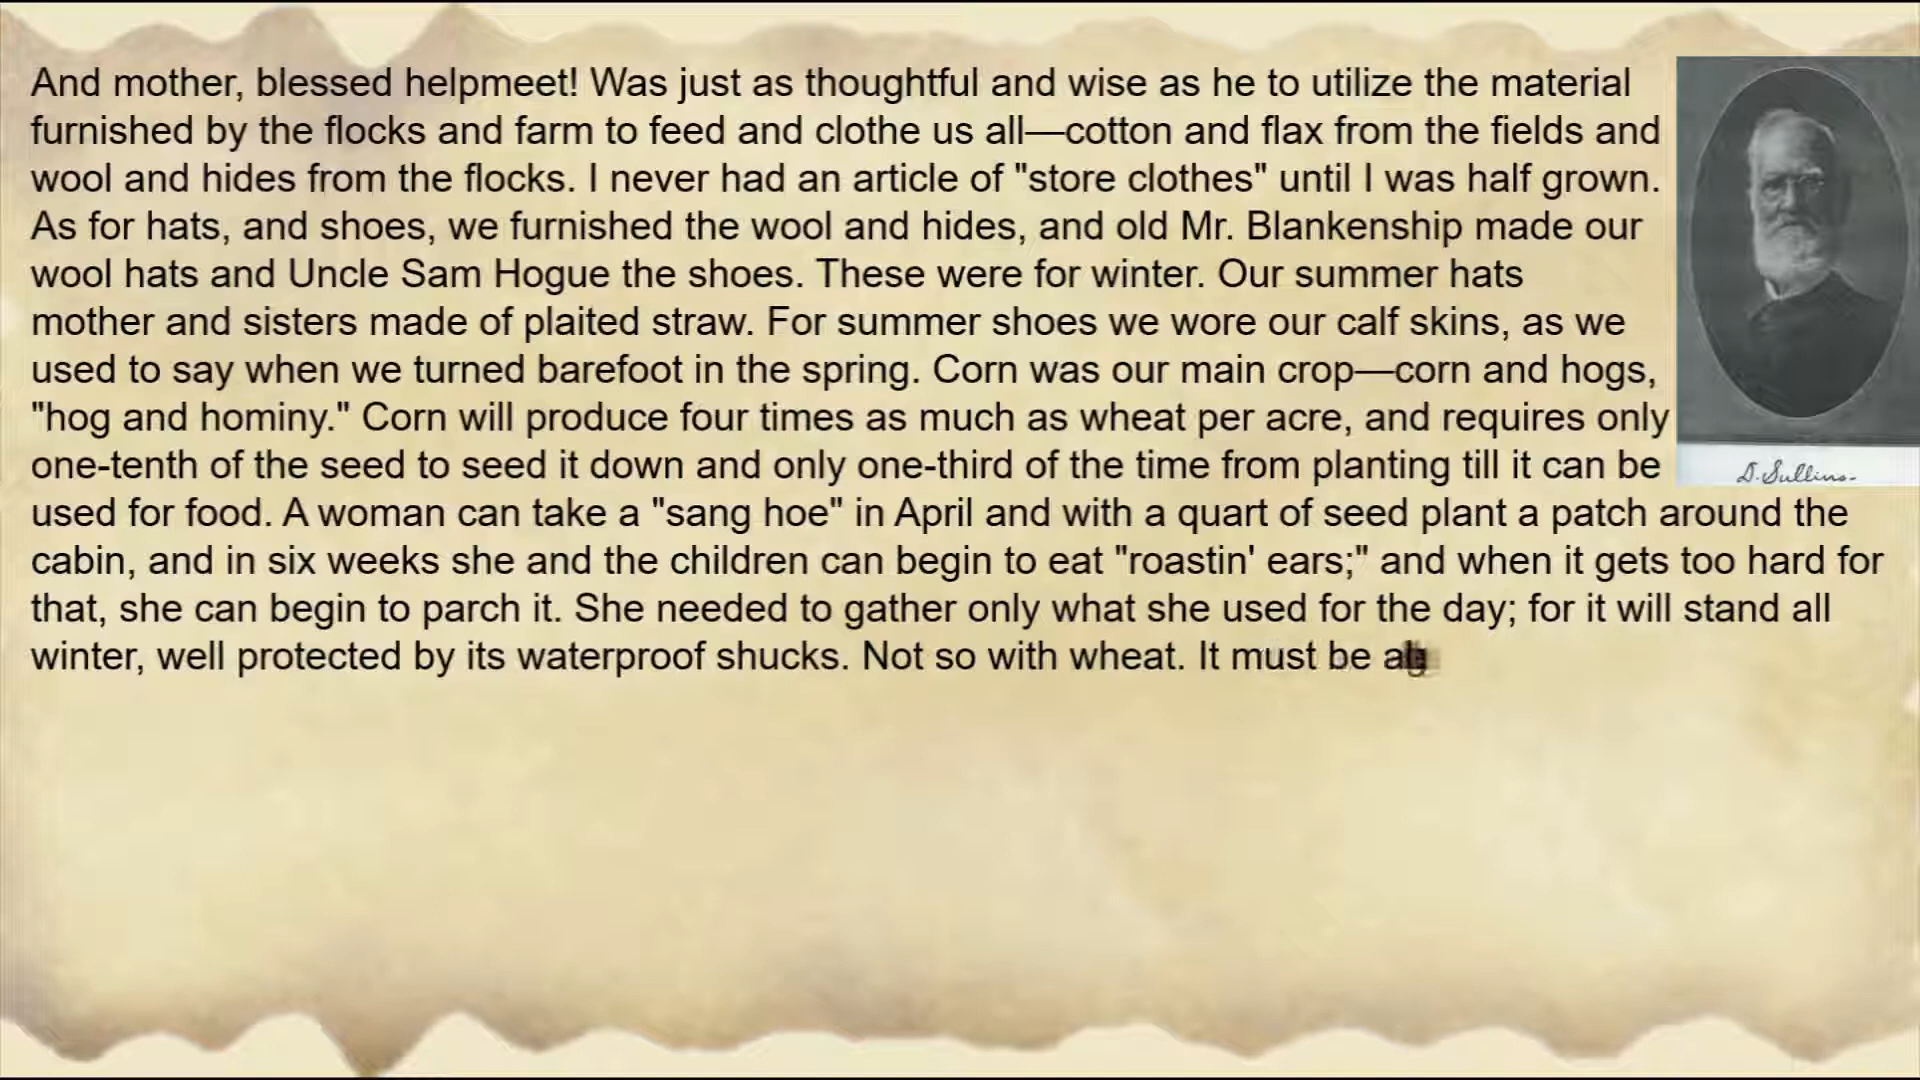 And mother, blessed helpmeet! Was just as thoughtful and wise as he to utilize the material
furnished by the flocks and farm to feed and clothe us all—cotton and flax from the fields and
wool and hides from the flocks. I never had an article of "store clothes" until I was half grown.
As for hats, and shoes, we furnished the wool and hides, and old Mr. Blankenship made our
wool hats and Uncle Sam Hogue the shoes. These were for winter. Our summer hats
mother and sisters made of plaited straw. For summer shoes we wore our calf skins, as we
used to say when we turned barefoot in the spring. Corn was our main crop—corn and hogs,
"hog and hominy." Corn will produce four times as much as wheat per acre, and requires only
one-tenth of the seed to seed it down and only one-third of the time from planting till it can be
used for food. A woman can take a "sang hoe" in April and with a quart of seed plant a patch around the
cabin, and in six weeks she and the children can begin to eat "roastin' ears;" and when it gets too hard for
that, she can begin to parch it. She needed to gather only what she used for the day; for it will stand all
winter, well protected by its waterproof shucks. Not so with wheat. It must be
D. Sullins.